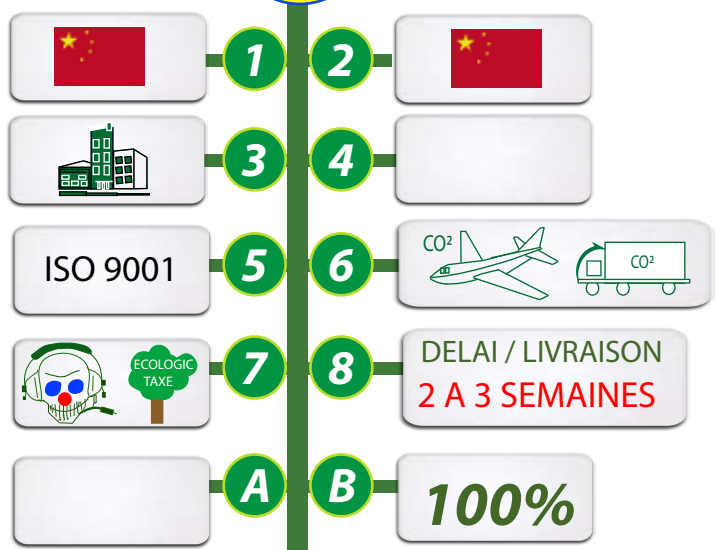 1
2
3
4
ISO 9001
5
6
CO²
CO²
ECOLOGIC
TAXE
7
8
DELAI / LIVRAISON
2 A 3 SEMAINES
A
B
100%